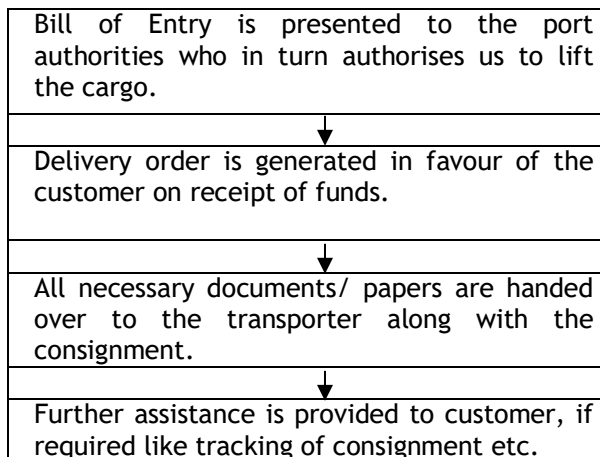 Bill of Entry is presented to the port
authorities who in turn authorises us to lift
the cargo.
Delivery order is generated in favour of the
customer on receipt of funds.
All necessary documents/ papers are handed
over to the transporter along with the
consignment.
Further assistance is provided to customer, if
required like tracking of consignment etc.